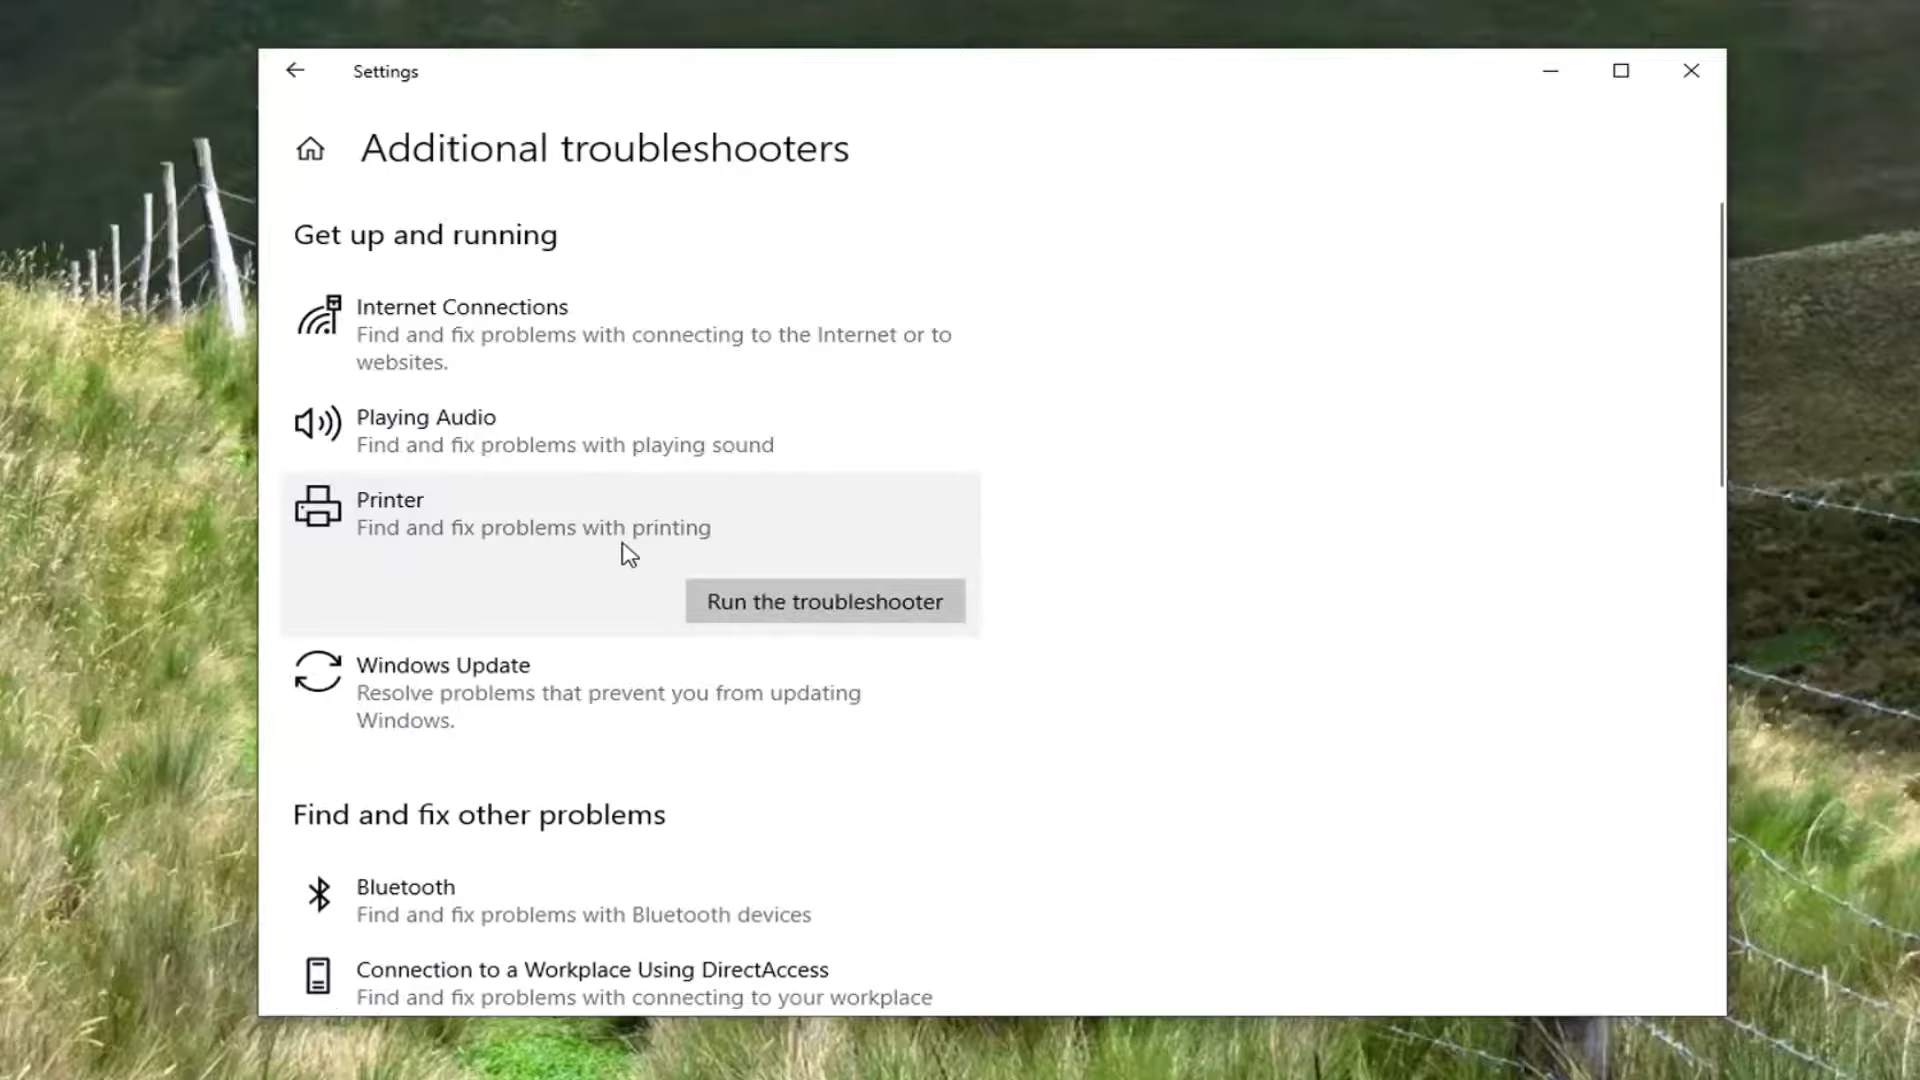 Settings
Additional troubleshooters
Get up and running
Internet Connections
Find and fix problems with connecting to the Internet or to
websites.
Playing Audio
Find and fix problems with playing sound
Printer
Find and fix problems with printing
Run the troubleshooter
Windows Update
Resolve problems that prevent you from updating
Windows.
Find and fix other problems
Bluetooth
Find and fix problems with Bluetooth devices
Connection to a Workplace Using DirectAccess
Find and fix problems with connecting to your workplace